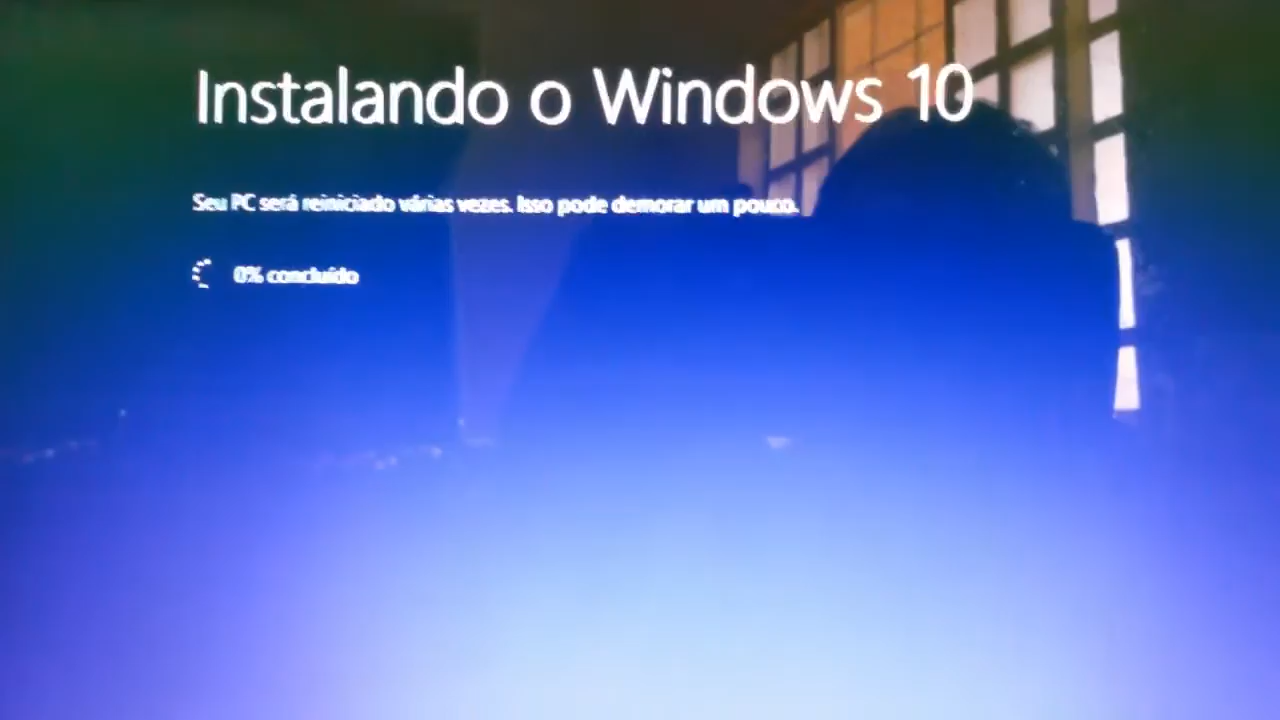 Instalando o Windows 10
Seu PC será reiniciado várias vezes. Isso pode demorar um pouco.
0% concluído